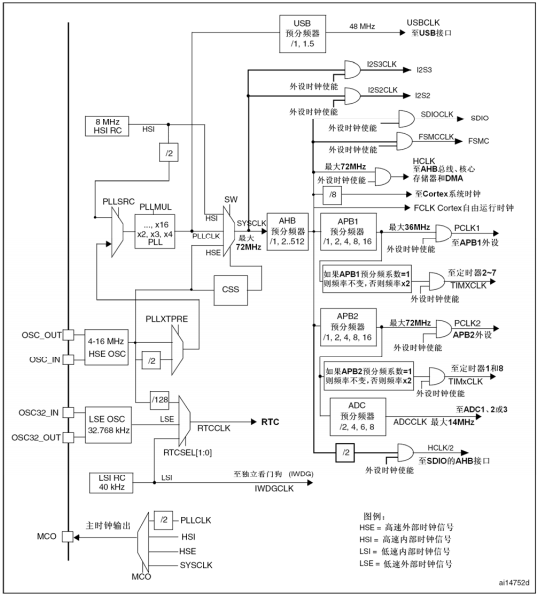 USB
预分频器
/1, 1.5
48 MHz
USBCLK
至USB接口
I2S3CLK
I2S3
外设时钟使能
I2S2CLK
I2S2
外设时钟使能
SDIOCLK
SDIO
外设时钟使能
FSMCCLK
FSMC
外设时钟使能
8 MHz
HSI RC
HSI
/2
最大72MHz
HCLK
至AHB总线、核心
存储器和DMA
外设时钟使能
/8
至Cortex系统时钟
FCLK Cortex自由运行时钟
PLLSRC
PLLMUL
..., x16
x2, x3, x4
PLL
SW
HSI
PLLCLK
HSE
SYSCLK
最大
72MHz
AHB
预分频器
/1, 2..512
APB1
预分频器
/1, 2, 4, 8, 16
最大36MHz
PCLK1
至APB1外设
外设时钟使能
CSS
如果APB1预分频系数=1
则频率不变,否则频率x2
至定时器2~7
TIMXCLK
外设时钟使能
OSC_OUT
OSC_IN
4-16 MHz
HSE OSC
PLLXTPRE
/2
APB2
预分频器
/1, 2, 4, 8, 16
最大72MHz
PCLK2
APB2外设
外设时钟使能
如果APB2预分频系数=1
则频率不变,否则频率x2
至定时器1和8
TIMxCLK
外设时钟使能
OSC32_IN
OSC32_OUT
LSE OSC
32.768 kHz
/128
LSE
RTCCLK
RTC
RTCSEL[1:0]
ADC
预分频器
/2, 4, 6, 8
至ADC1、2或3
ADCCLK 最大14MHz
/2
HCLK/2
至SDIO的AHB接口
外设时钟使能
LSI RC
40 kHz
LSI
至独立看门狗 (IWDG)
IWDGCLK
MCO
主时钟输出
/2
PLLCLK
HSI
HSE
SYSCLK
MCO
图例:
HSE = 高速外部时钟信号
HSI = 高速内部时钟信号
LSI = 低速内部时钟信号
LSE = 低速外部时钟信号
ai14752d